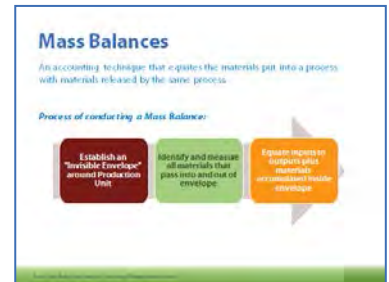 Mass Balances
An accounting technique that equates the materials put into a process
with materials released by the same process
Process of conducting a Mass Balance:
Establish an
"Invisible Envelope"
around Production
Unit
Identify and measure
all materials that
pass into and out of
envelope
Equate inputs to
outputs plus
materials
accumulated inside
envelope